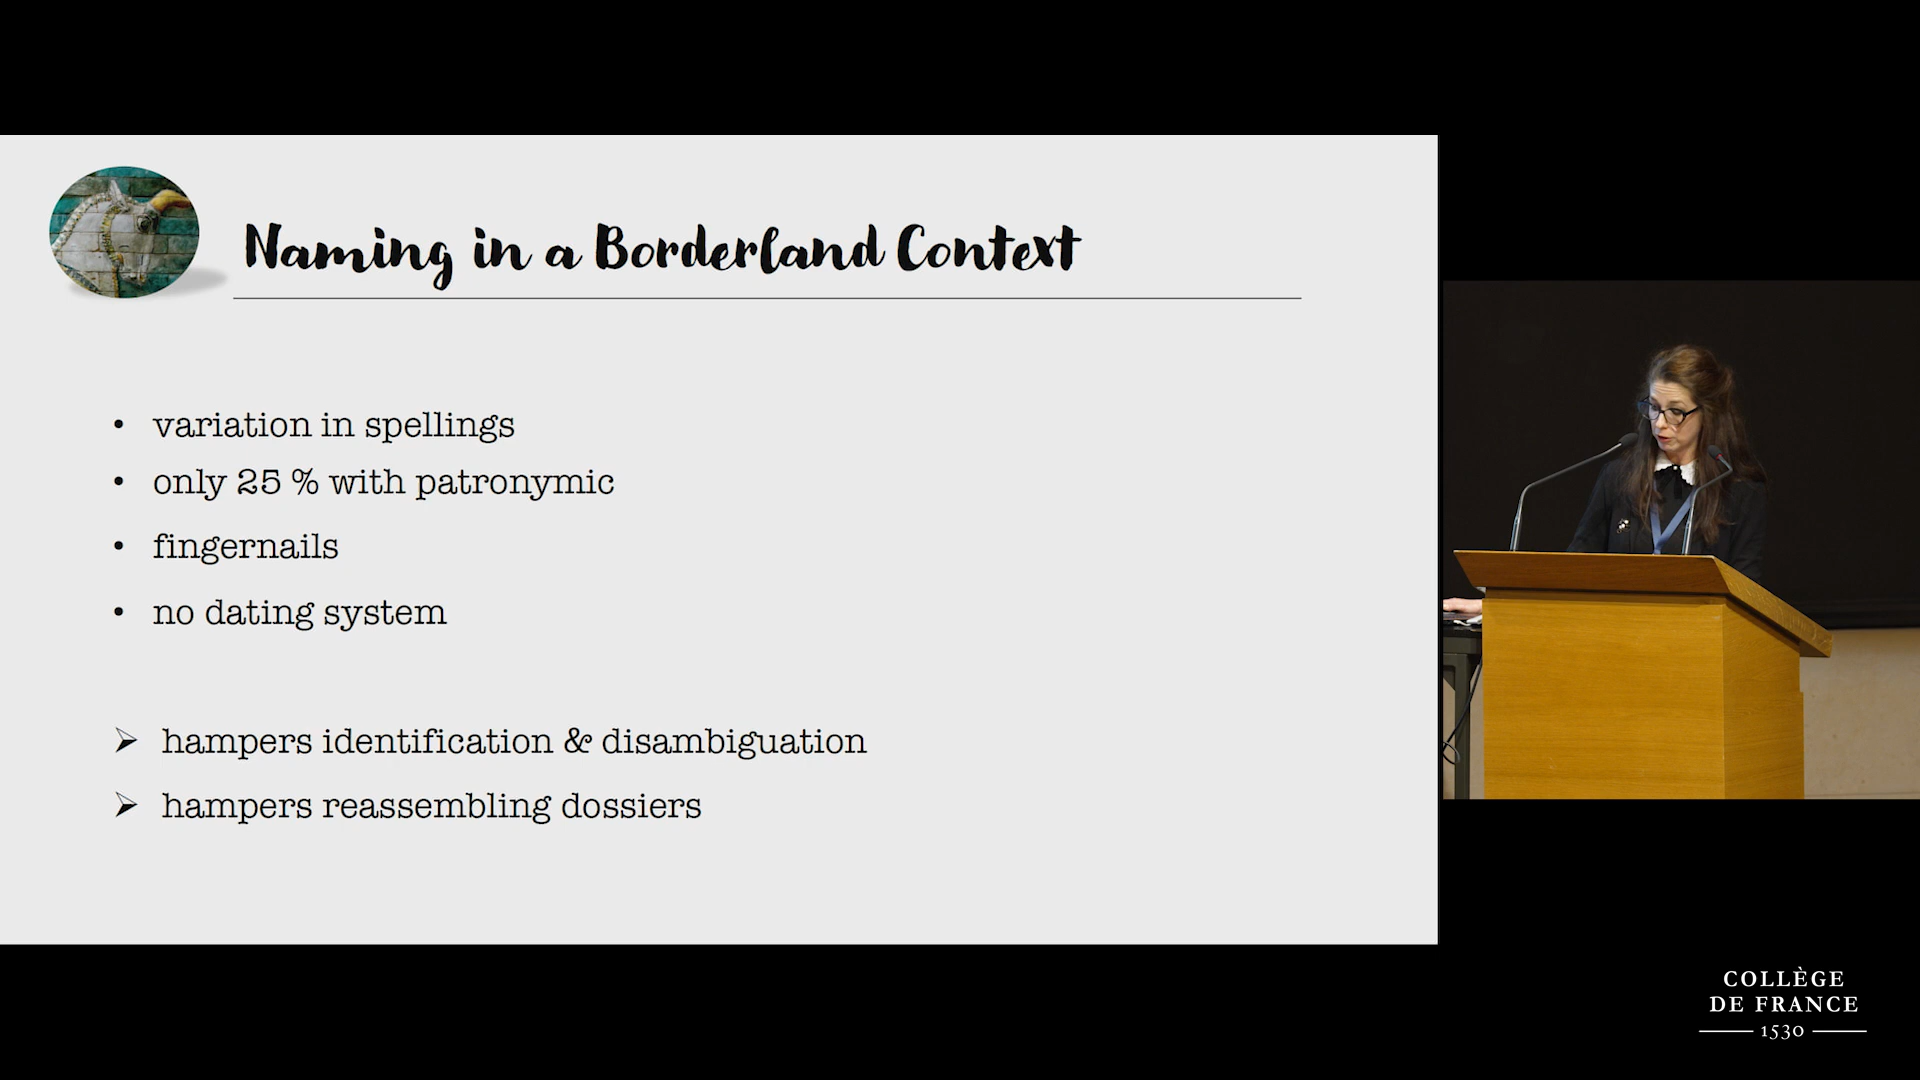 Naming in a Borderland Context
• variation in spellings
• only 25 % with patronymic
• fingernails
• no dating system
➢ hampers identification & disambiguation
➢ hampers reassembling dossiers
COLLÈGE
DE FRANCE
1530